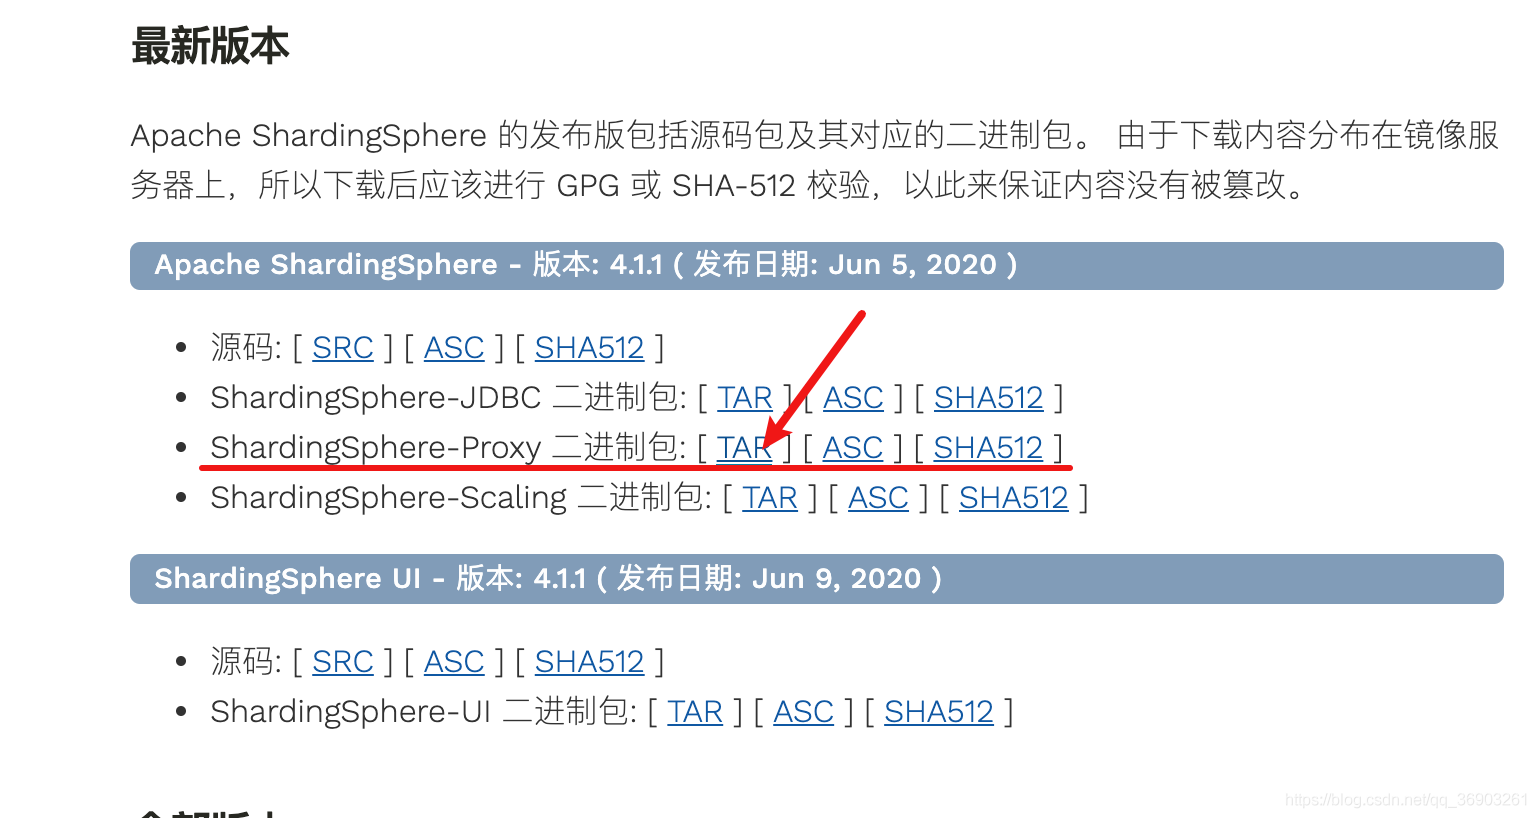 最新版本
Apache ShardingSphere 的发布版包括源码包及其对应的二进制包。 由于下载内容分布在镜像服
务器上，所以下载后应该进行 GPG 或 SHA-512 校验，以此来保证内容没有被篡改。
Apache ShardingSphere - 版本: 4.1.1 ( 发布日期: Jun 5, 2020 )
源码: [ SRC ] [ ASC ] [ SHA512 ]
ShardingSphere-JDBC 二进制包: [ TAR ] [ ASC ] [ SHA512 ]
ShardingSphere-Proxy 二进制包: [ TAR ] [ ASC ] [ SHA512 ]
ShardingSphere-Scaling 二进制包: [ TAR ] [ ASC ] [ SHA512 ]
ShardingSphere UI - 版本: 4.1.1 ( 发布日期: Jun 9, 2020 )
源码: [ SRC ] [ ASC ] [ SHA512 ]
ShardingSphere-UI 二进制包: [ TAR ] [ ASC ] [ SHA512 ]
全部版本
https://blog.csdn.net/qq_36903261